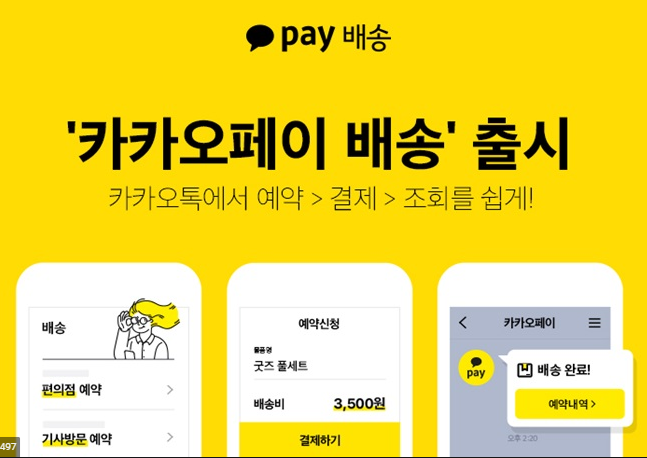 pay 배송
'카카오페이 배송' 출시
카카오톡에서 예약 > 결제 > 조회를 쉽게!
배송
편의점 예약
기사방문 예약
예약신청
물품명
굿즈 풀세트
배송비 3,500원
결제하기
카카오페이
pay
배송 완료!
예약내역 >
오후 2:20
497